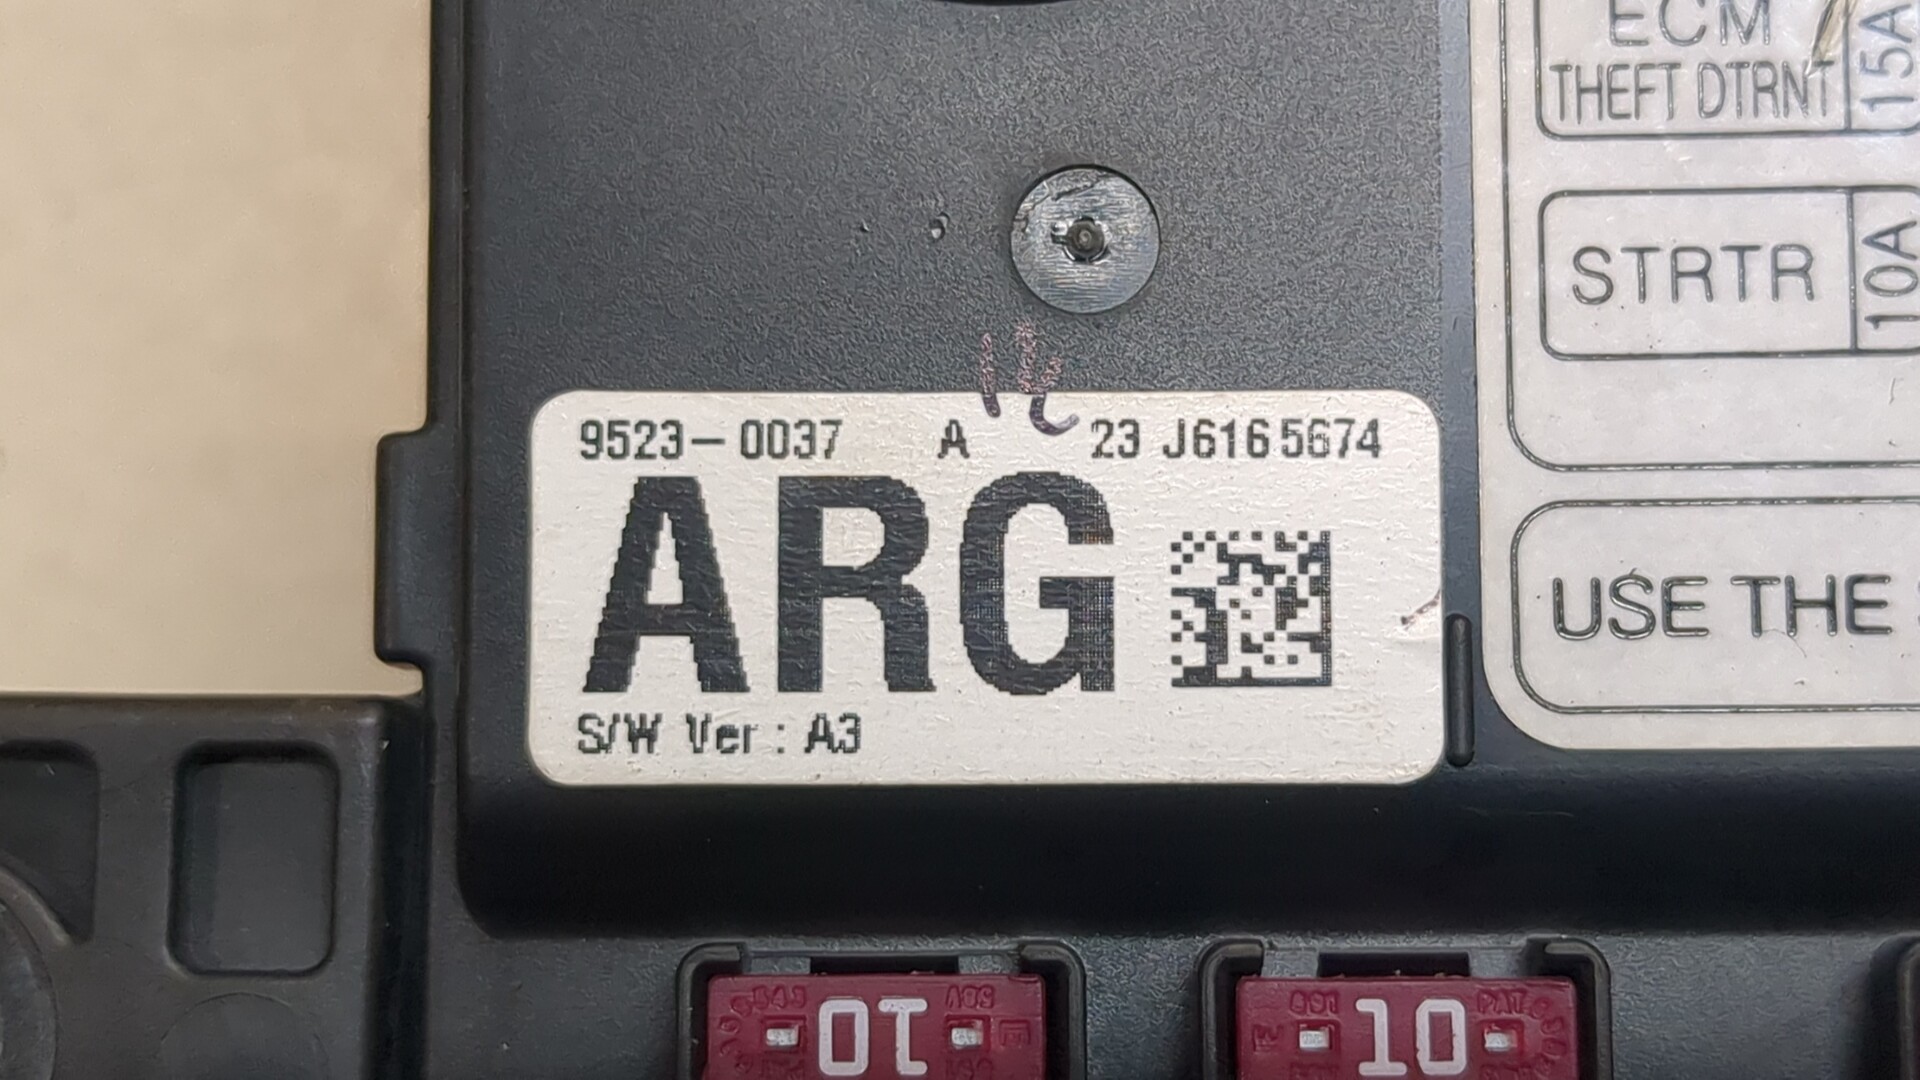 ECM
THEFT DTRNT
15A
STRTR
10A
9523-0037 A 23 J6165674
ARG
S/W Ver : A3
USE THE
10
10